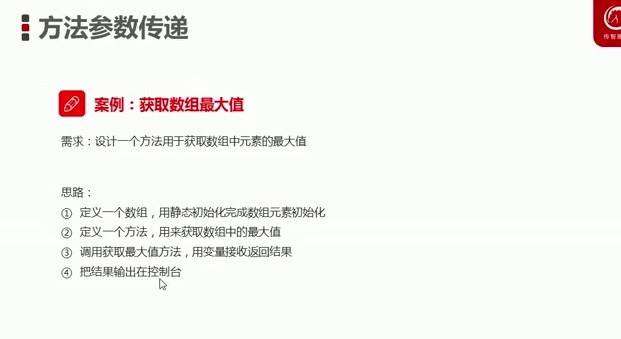 方法参数传递
传智播
案例：获取数组最大值
需求：设计一个方法用于获取数组中元素的最大值
思路：
① 定义一个数组，用静态初始化完成数组元素初始化
② 定义一个方法，用来获取数组中的最大值
③ 调用获取最大值方法，用变量接收返回结果
④ 把结果输出在控制台